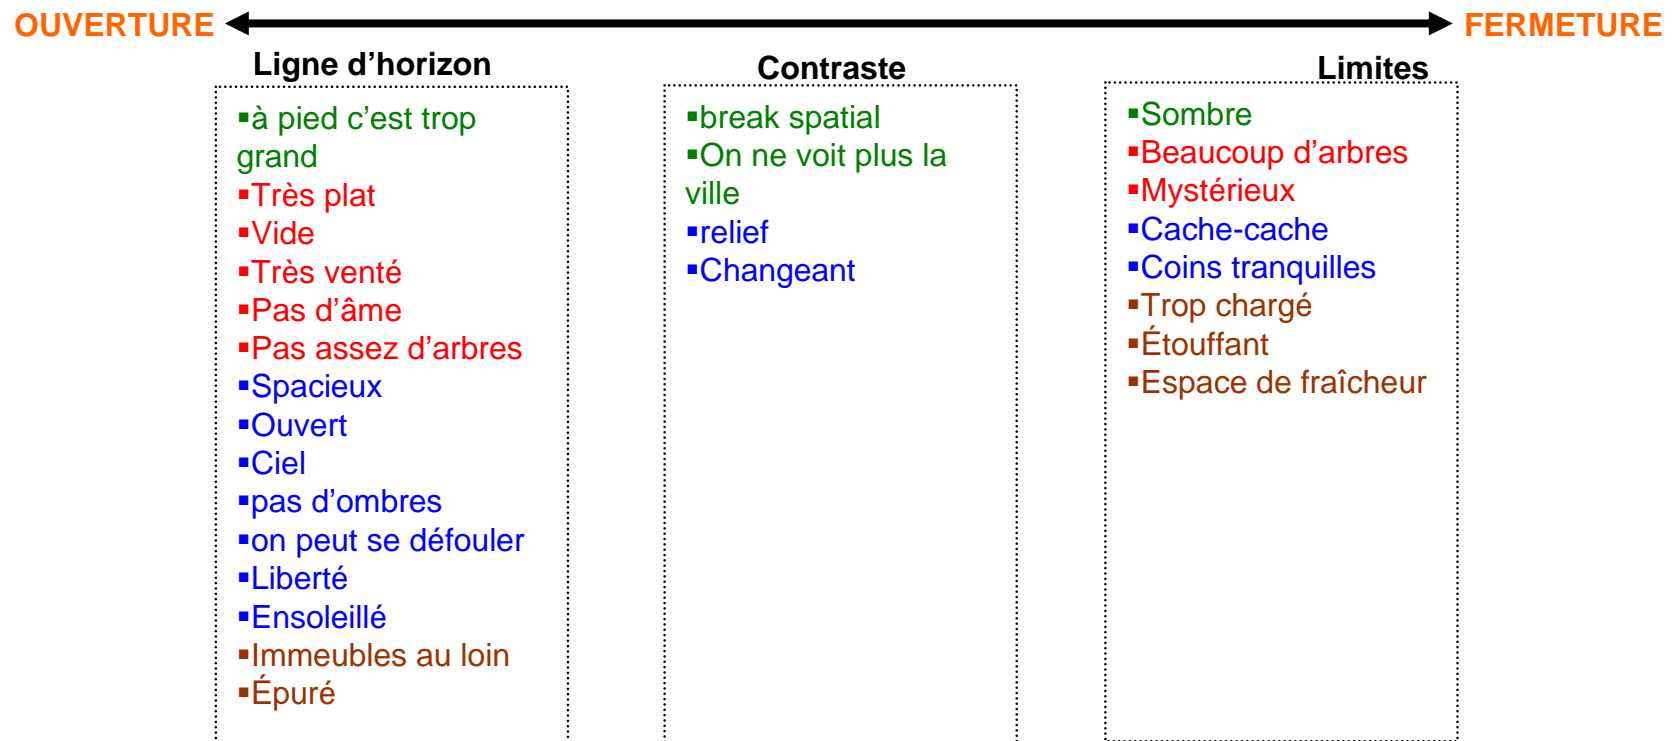 OUVERTURE FERMETURE
Ligne d’horizon
▪à pied c’est trop
grand
▪Très plat
▪Vide
▪Très venté
▪Pas d’âme
▪Pas assez d’arbres
▪Spacieux
▪Ouvert
▪Ciel
▪pas d’ombres
▪on peut se défouler
▪Liberté
▪Ensoleillé
▪Immeubles au loin
▪Épuré
Contraste
▪break spatial
▪On ne voit plus la
ville
▪relief
▪Changeant
Limites
▪Sombre
▪Beaucoup d’arbres
▪Mystérieux
▪Cache-cache
▪Coins tranquilles
▪Trop chargé
▪Étouffant
▪Espace de fraîcheur